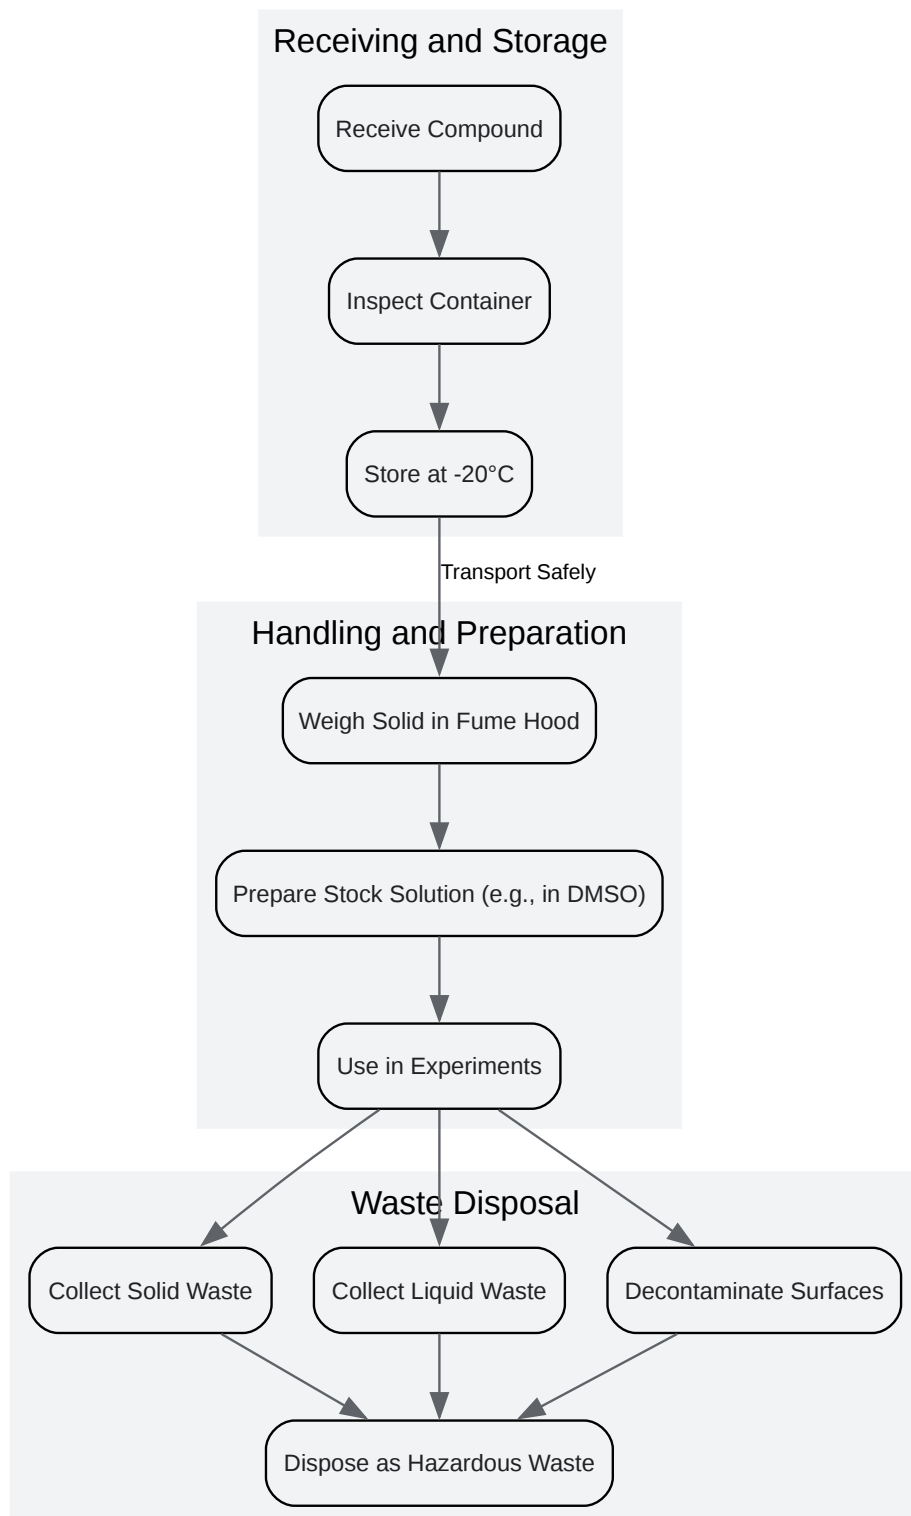 Receiving and Storage
Receive Compound
Inspect Container
Store at -20°C
Transport Safely
Handling and Preparation
Weigh Solid in Fume Hood
Prepare Stock Solution (e.g., in DMSO)
Use in Experiments
Waste Disposal
Collect Solid Waste
Collect Liquid Waste
Decontaminate Surfaces
Dispose as Hazardous Waste